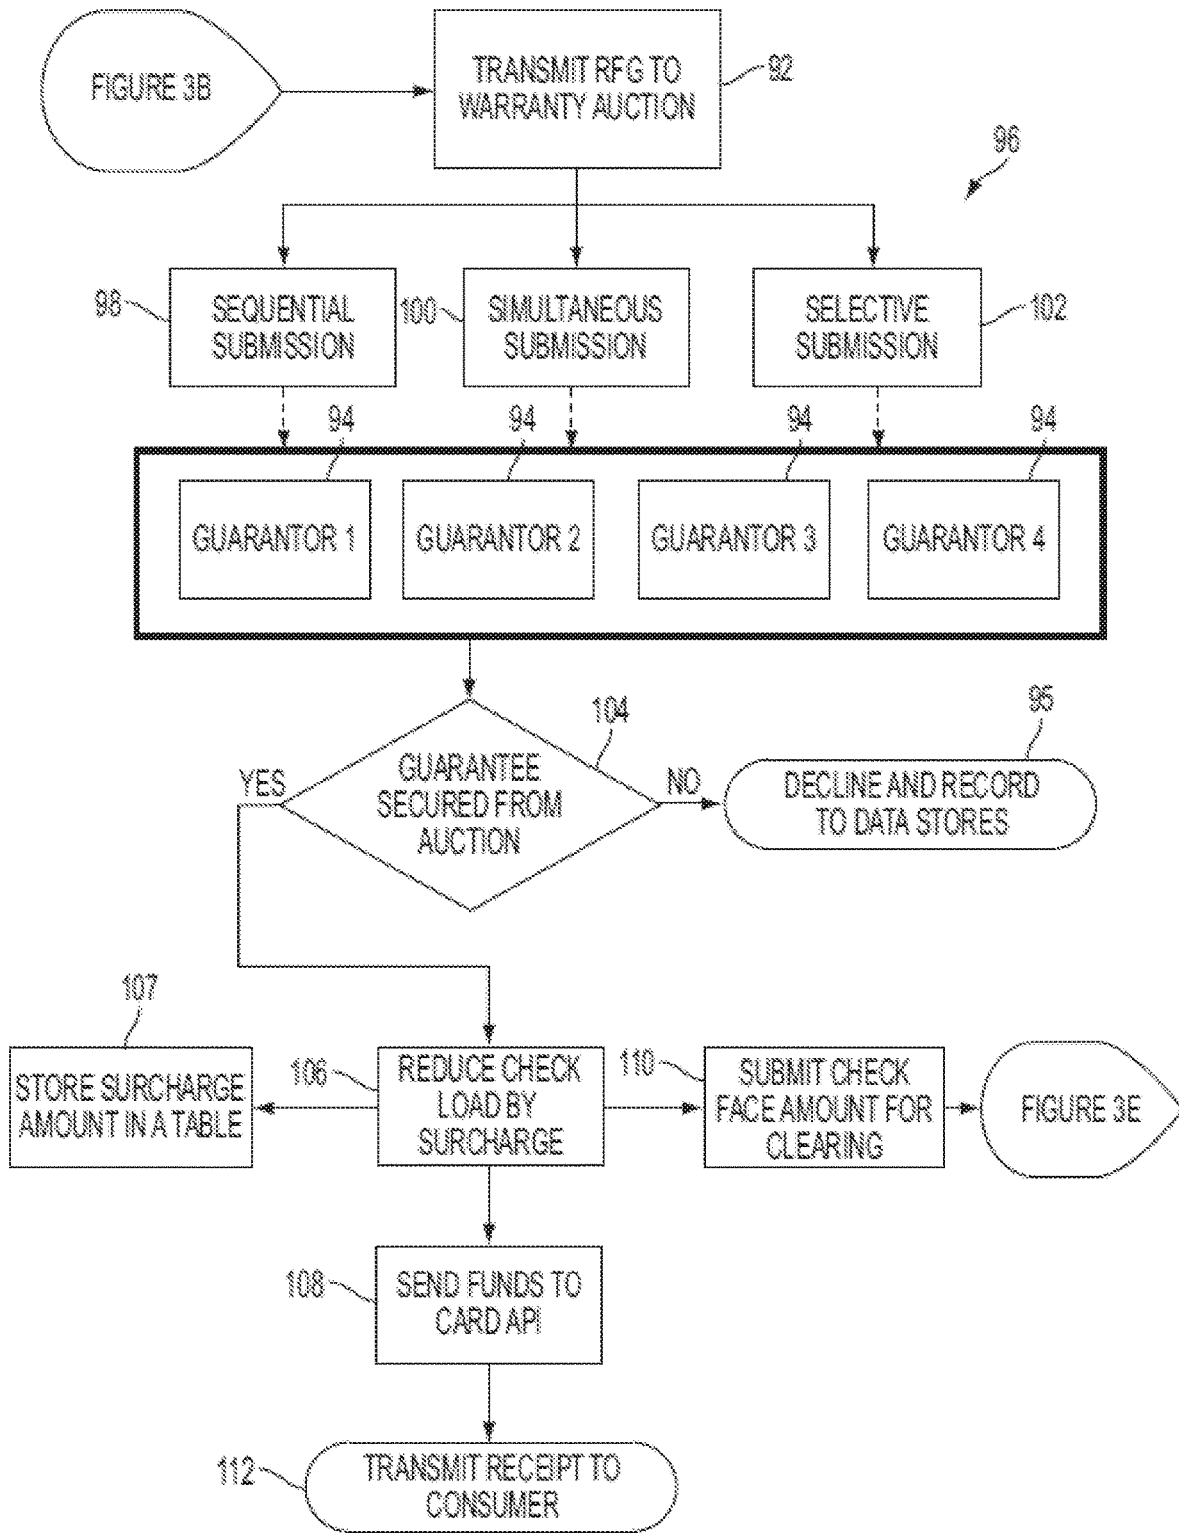 FIGURE 3B
TRANSMIT RFG TO
WARRANTY AUCTION
92
96
98
SEQUENTIAL
SUBMISSION
100
SIMULTANEOUS
SUBMISSION
SELECTIVE
SUBMISSION
102
94
94
94
94
GUARANTOR 1
GUARANTOR 2
GUARANTOR 3
GUARANTOR 4
104
95
YES
GUARANTEE
SECURED FROM
AUCTION
NO
DECLINE AND RECORD
TO DATA STORES
107
STORE SURCHARGE
AMOUNT IN A TABLE
106
REDUCE CHECK
LOAD BY
SURCHARGE
110
SUBMIT CHECK
FACE AMOUNT FOR
CLEARING
FIGURE 3E
108
SEND FUNDS TO
CARD API
112
TRANSMIT RECEIPT TO
CONSUMER